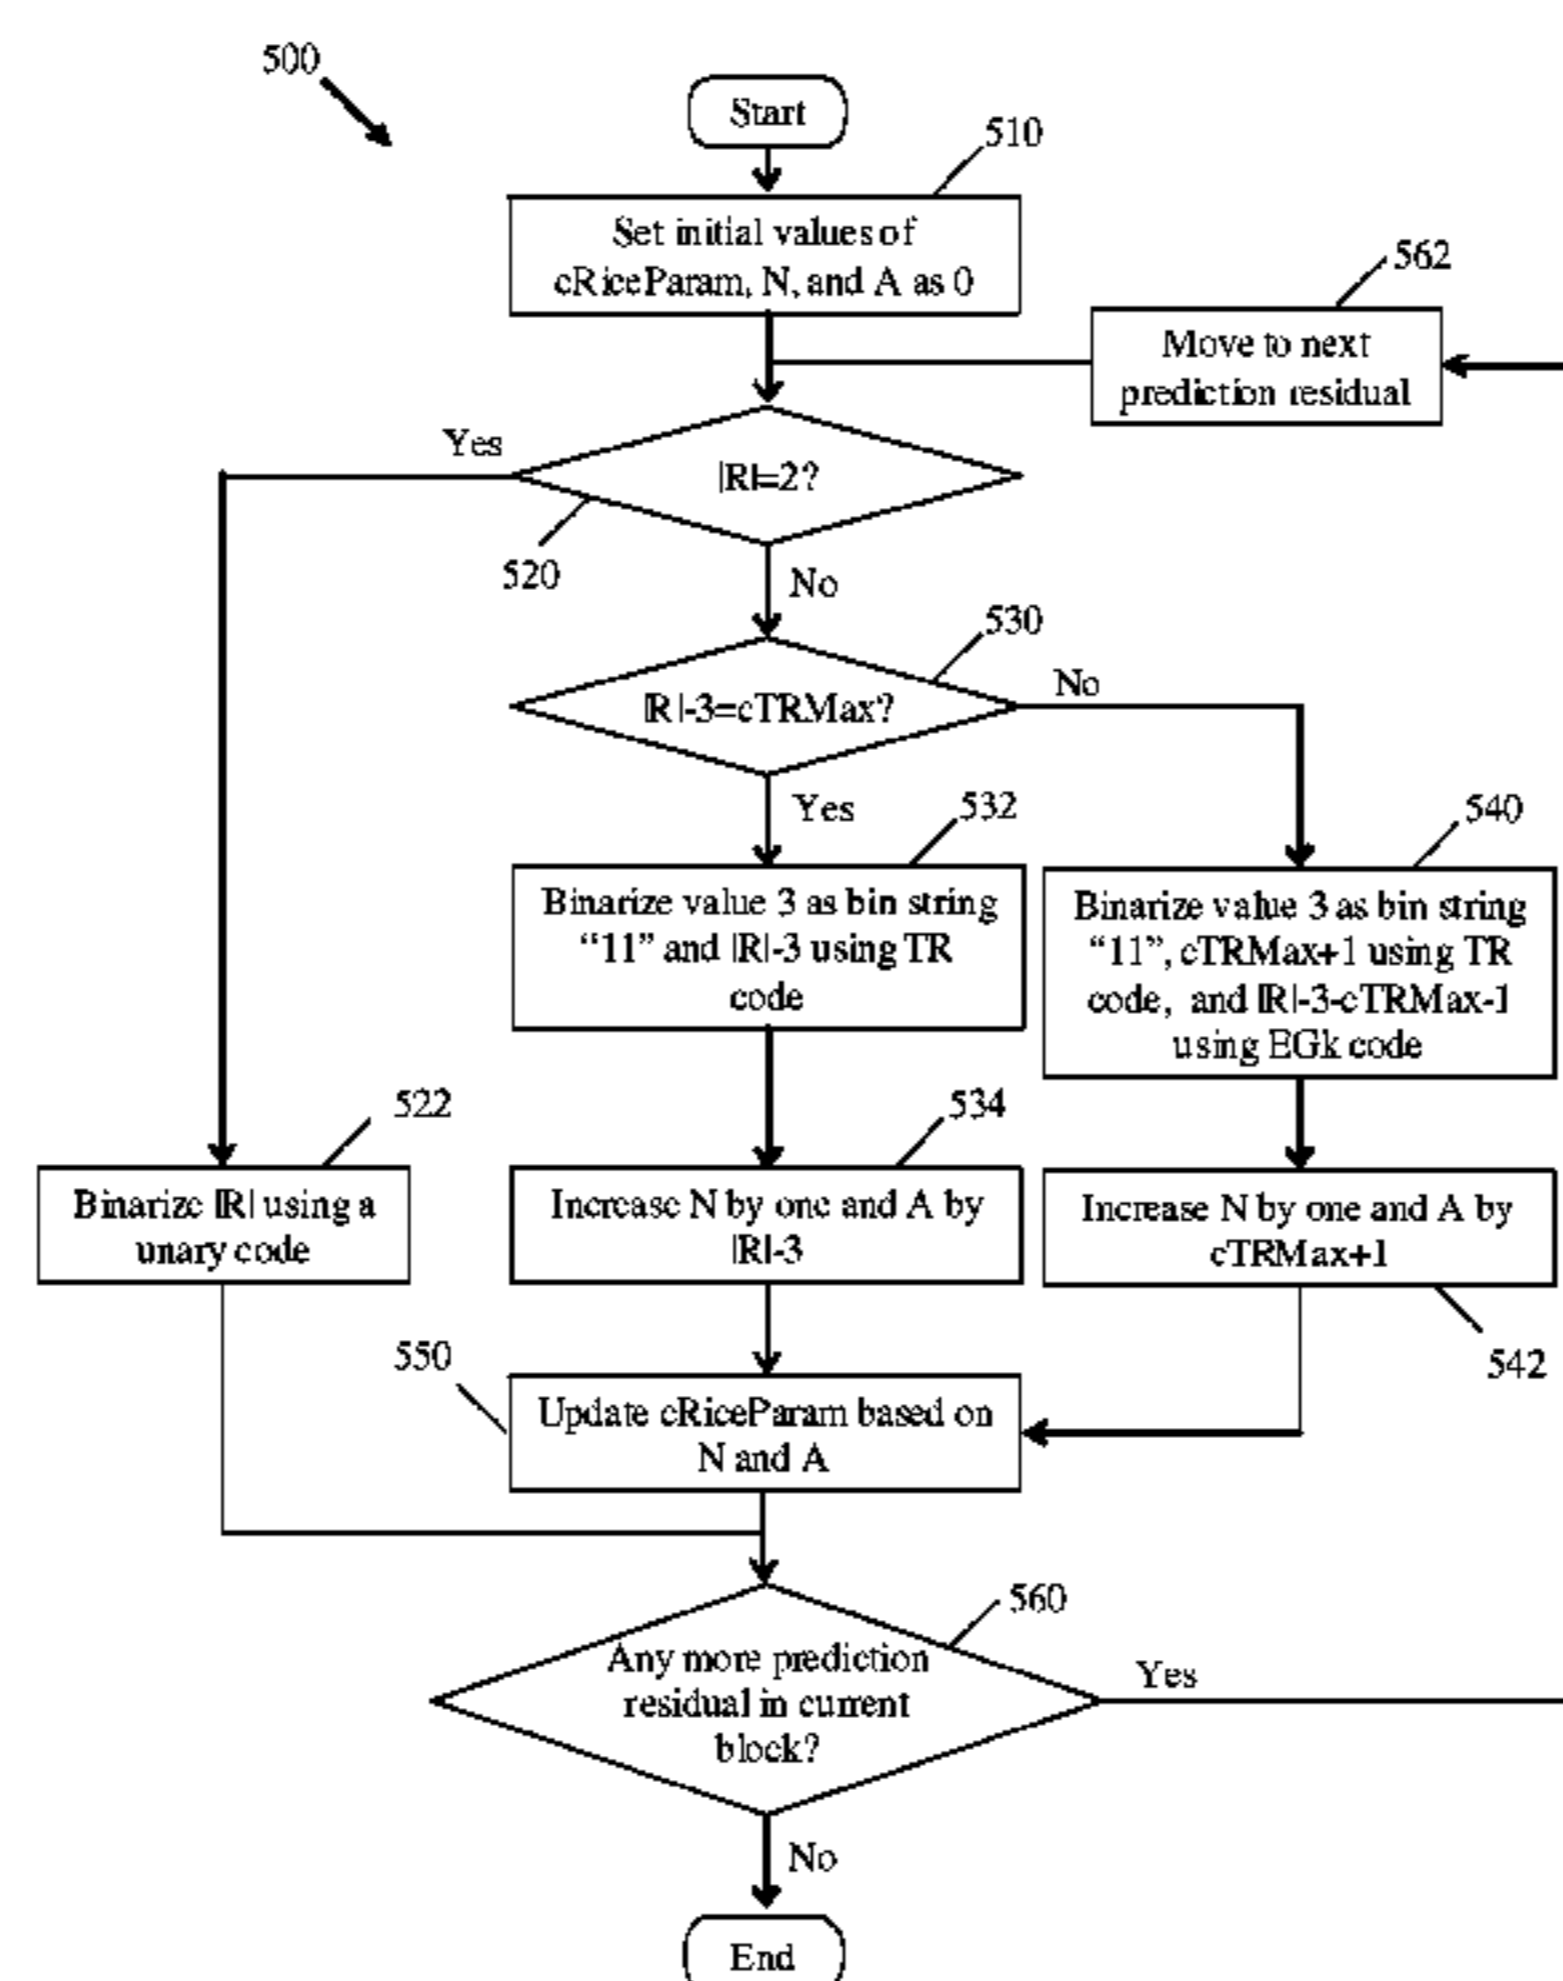 500
Start
510
Set initial values of
cRiceParam, N, and A as 0
562
Move to next
prediction residual
Yes
|R|=2?
520
No
530
|R|-3=cTRMax?
No
Yes
532
Binarize value 3 as bin string
“11” and |R|-3 using TR
code
540
Binarize value 3 as bin string
“11”, cTRMax+1 using TR
code, and |R|-3-cTRMax-1
using EGk code
522
Binarize |R| using a
unary code
534
Increase N by one and A by
|R|-3
Increase N by one and A by
cTRMax+1
542
550
Update cRiceParam based on
N and A
560
Any more prediction
residual in current
block?
Yes
No
End